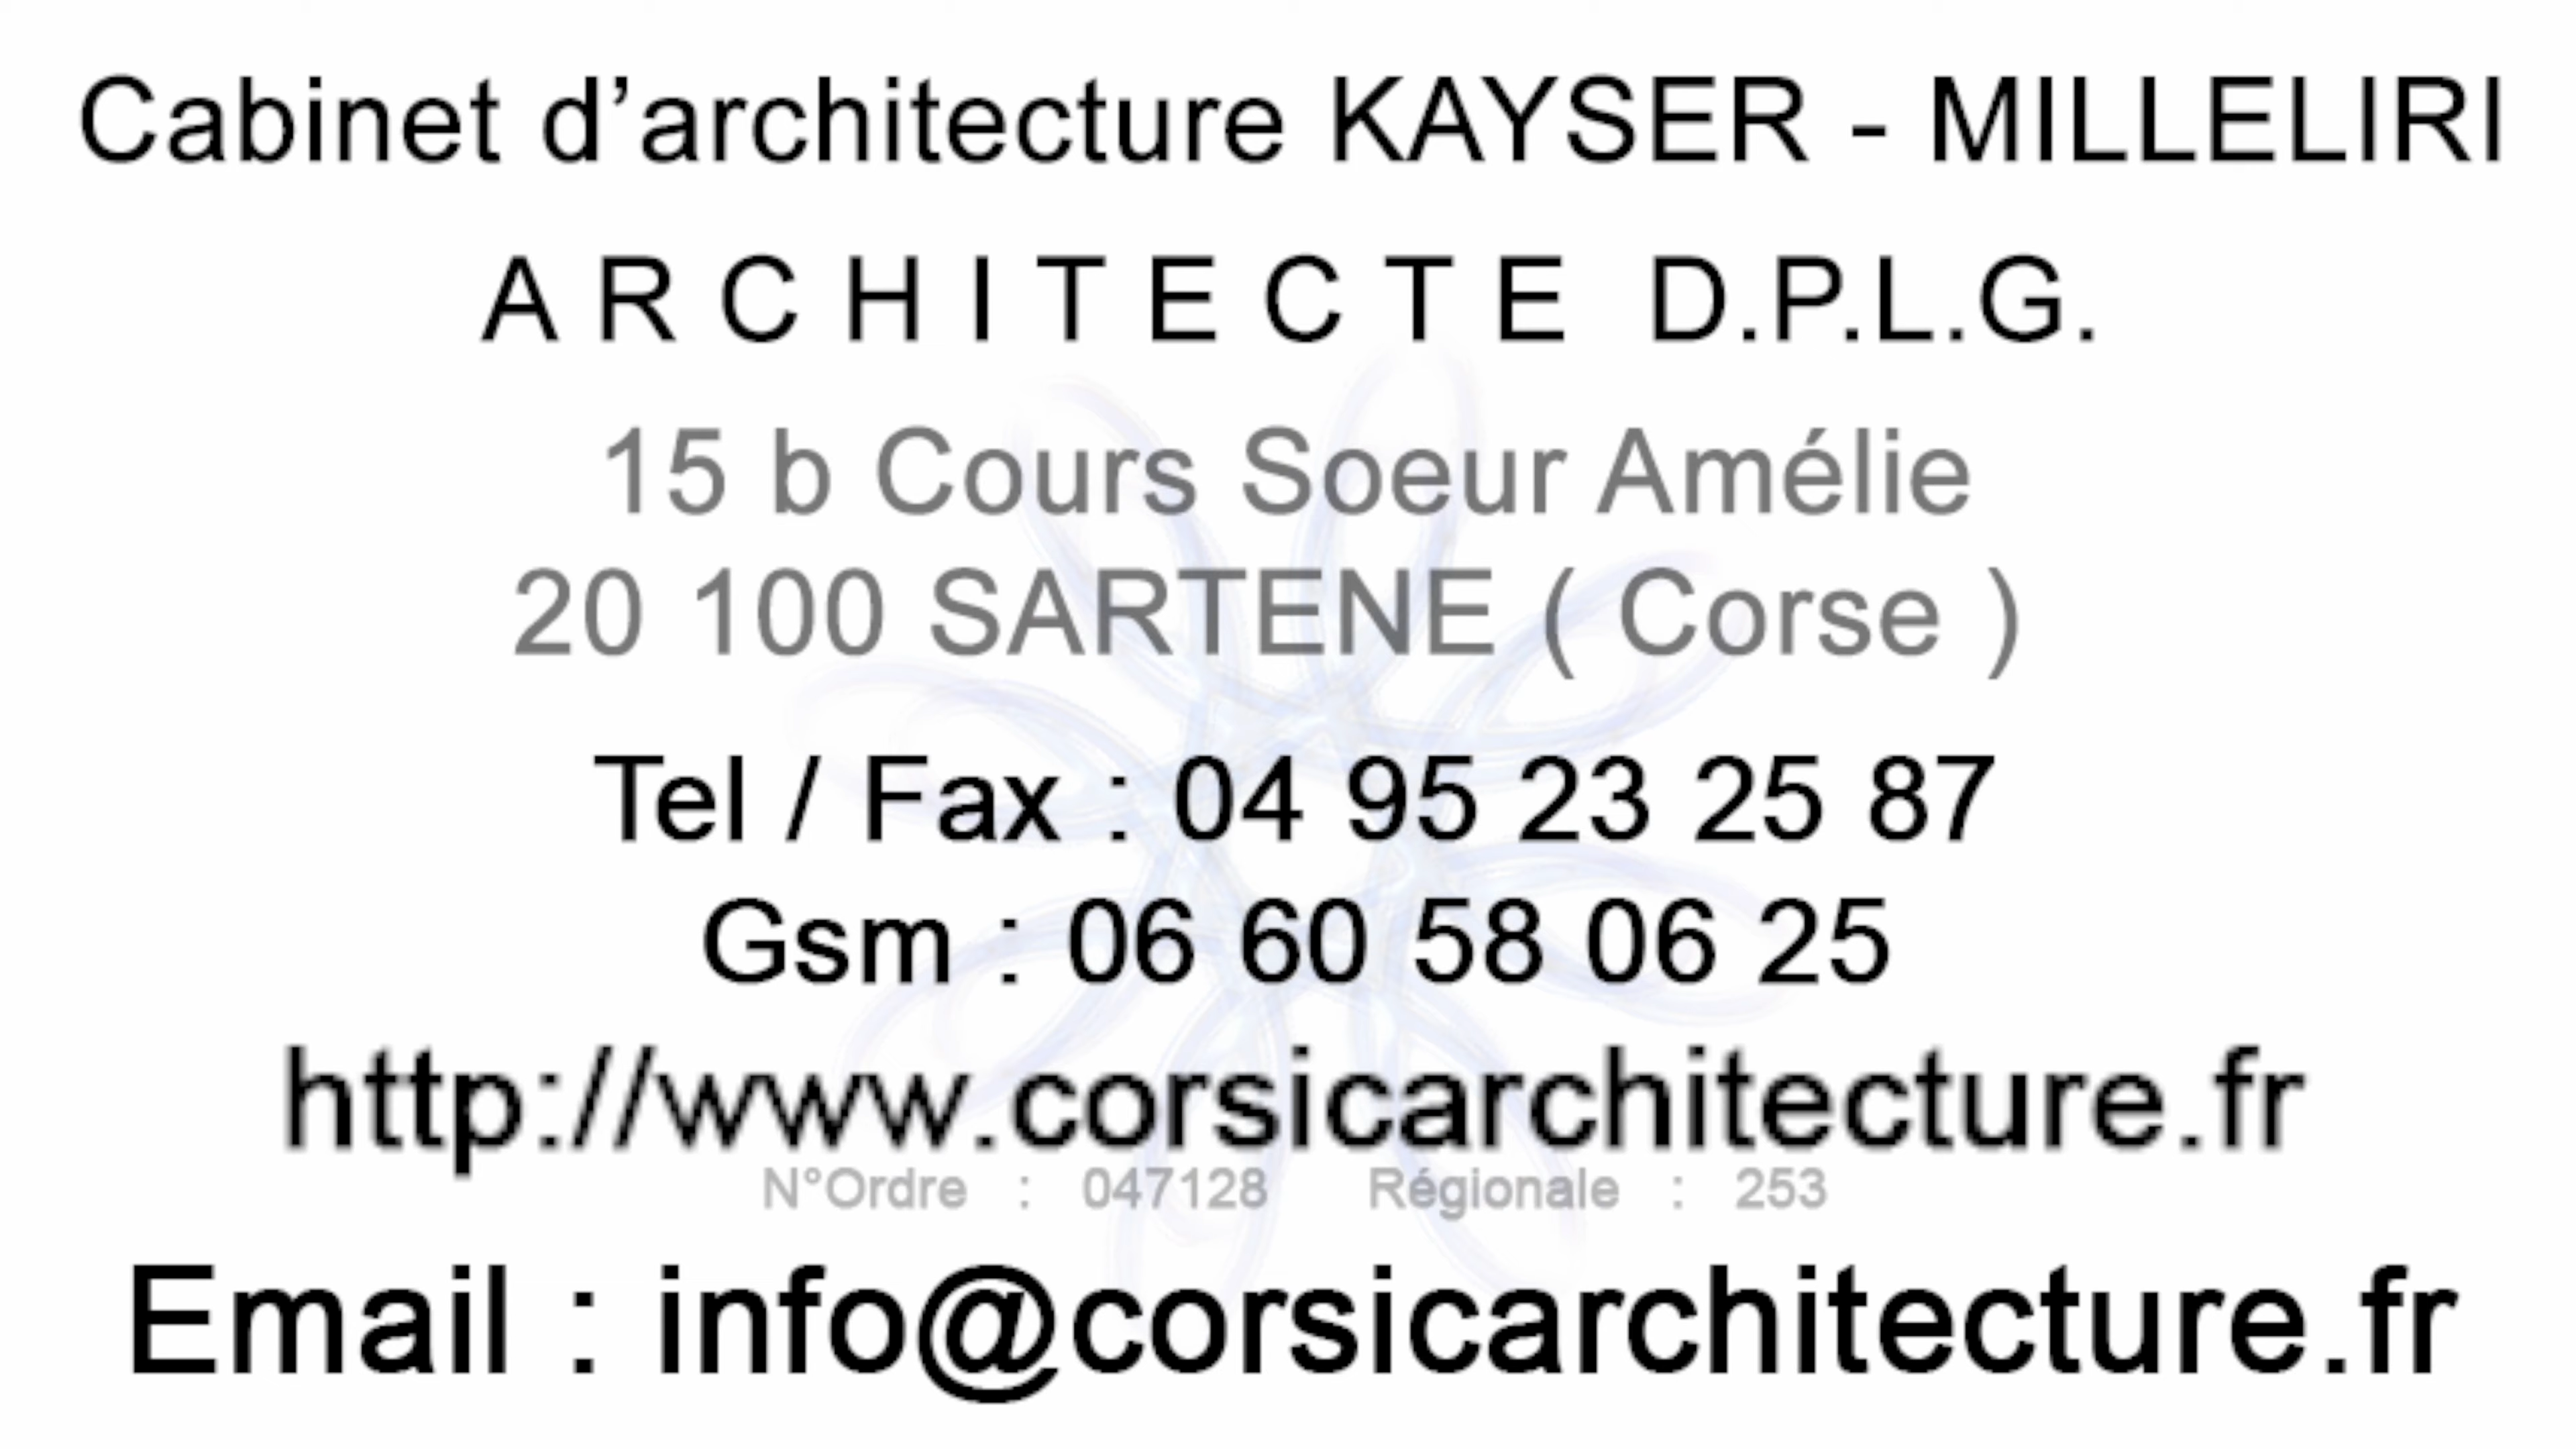 Cabinet d’architecture KAYSER - MILLELIRI
A R C H I T E C T E D.P.L.G.
15 b Cours Soeur Amélie
20 100 SARTENE ( Corse )
Tel / Fax : 04 95 23 25 87
Gsm : 06 60 58 06 25
http://www.corsicarchitecture.fr
N°Ordre : 047128 Régionale : 253
Email : info@corsicarchitecture.fr